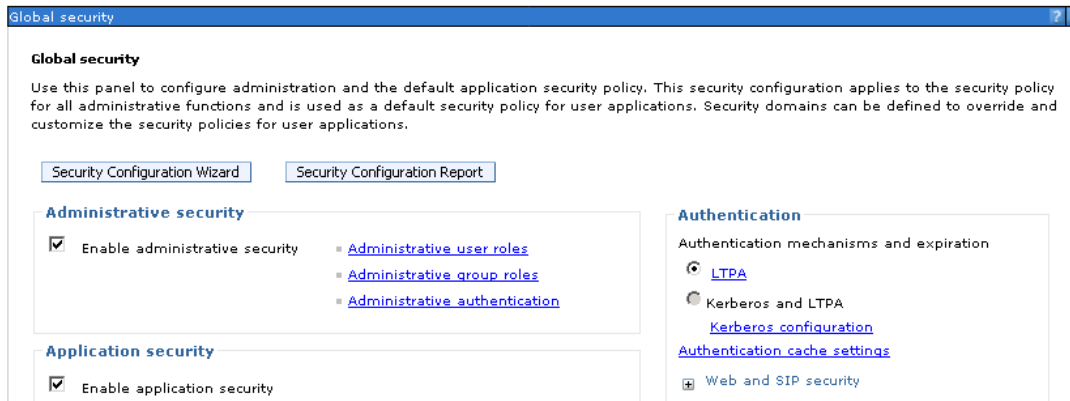 Global security
?
Global security
Use this panel to configure administration and the default application security policy. This security configuration applies to the security policy
for all administrative functions and is used as a default security policy for user applications. Security domains can be defined to override and
customize the security policies for user applications.
Security Configuration Wizard
Security Configuration Report
Administrative security
Enable administrative security
Administrative user roles
Administrative group roles
Administrative authentication
Application security
Enable application security
Authentication
Authentication mechanisms and expiration
LTPA
Kerberos and LTPA
Kerberos configuration
Authentication cache settings
Web and SIP security